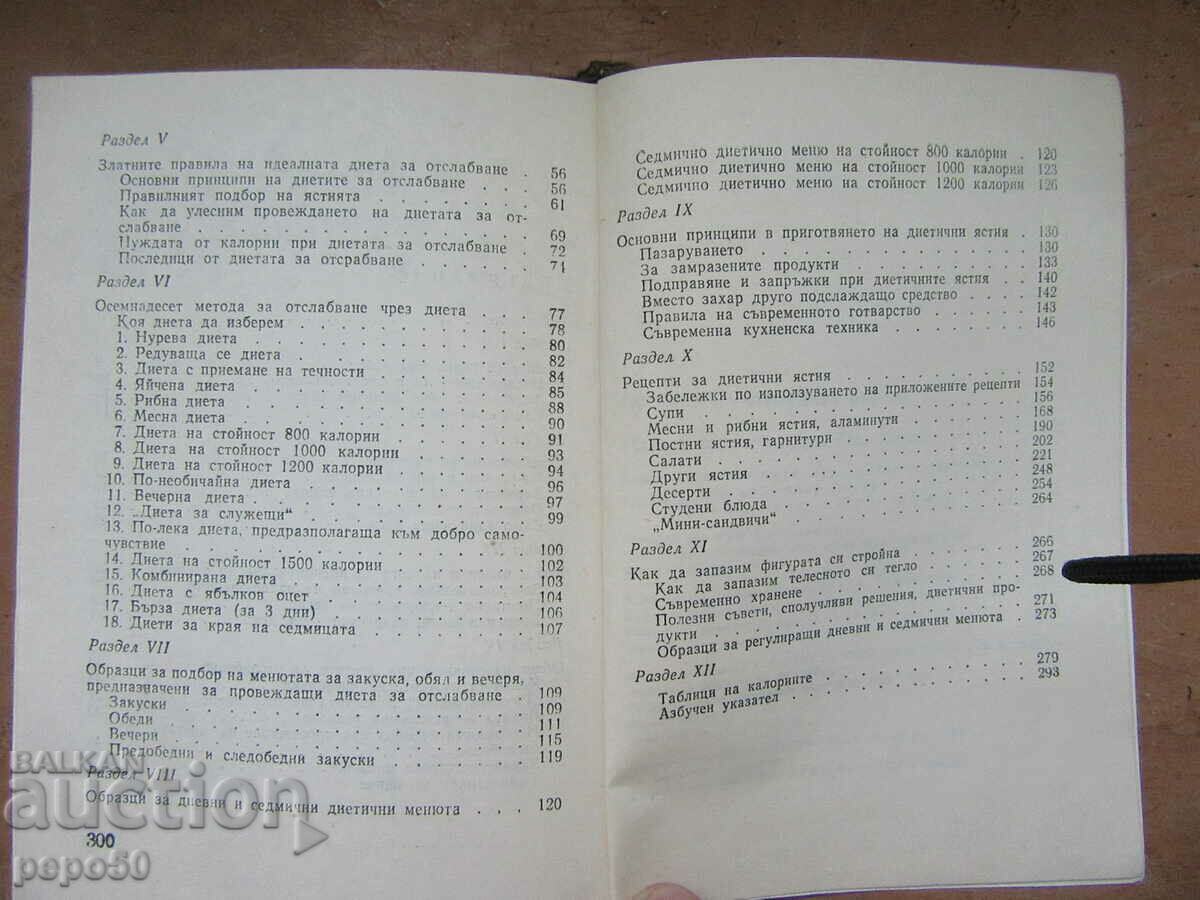 Раздел V
Златните правила на идеалната диета за отслабване . 56
Основни принципи на диетите за отслабване . . . 56
Правилният подбор на ястията . . . . . . . . 61
Как да улесним провеждането на диетата за от-
слабване . . . . . . . . . . . . . . . . 69
Нуждата от калории при диетата за отслабване . 72
Последици от диетата за отсрабване . . . . . 74
Раздел VI
Осемнадесет метода за отслабване чрез диета . . . 77
Коя диета да изберем . . . . . . . . . . . 78
1. Нурева диета . . . . . . . . . . . . . 80
2. Редуваща се диета . . . . . . . . . . . 82
3. Диета с приемане на течности . . . . . . . 84
4. Яйчена диета . . . . . . . . . . . . . 85
5. Рибна диета . . . . . . . . . . . . . 88
6. Месна диета . . . . . . . . . . . . . 90
7. Диета на стойност 800 калории . . . . . . . 91
8. Диета на стойност 1000 калории . . . . . . 93
9. Диета на стойност 1200 калории . . . . . . 94
10. По-необичайна диета . . . . . . . . . . 96
11. Вечерна диета . . . . . . . . . . . . 97
12. „Диета за служещи“ . . . . . . . . . . 99
13. По-лека диета, предразполагаща към добро само-
чувствие . . . . . . . . . . . . . . . 100
14. Диета на стойност 1500 калории . . . . . . 102
15. Комбинирана диета . . . . . . . . . . . 103
16. Диета с ябълков оцет . . . . . . . . . . 104
17. Бърза диета (за 3 дни) . . . . . . . . . 106
18. Диети за края на седмицата . . . . . . . 107
Раздел VII
Образци за подбор на менютата за закуска, обял и вечеря,
предназначени за провеждащи диета за отслабване . 109
Закуски . . . . . . . . . . . . . . . . 109
Обеди . . . . . . . . . . . . . . . . 111
Вечери . . . . . . . . . . . . . . . . 115
Предобедни и следобедни закуски . . . . . . . 119
Раздел VIII
Образци за дневни и седмични диетични менюта . . . 120
300
Седмично диетично меню на стойност 800 калории . 120
Седмично диетично меню на стойност 1000 калории 123
Седмично диетично меню на стойност 1200 калории 126
Раздел IX
Основни принципи в приготвянето на диетични ястия . 130
Пазаруването . . . . . . . . . . . . . 130
За замразените продукти . . . . . . . . . 133
Подправяне и запръжки при диетичните ястия . . 140
Вместо захар друго подслаждащо средство . . . . 142
Правила на съвременното готварство . . . . . . 143
Съвременна кухненска техника . . . . . . . . 146
Раздел X
Рецепти за диетични ястия . . . . . . . . . . 152
Забележки по използуването на приложените рецепти 154
Супи . . . . . . . . . . . . . . . . 156
Месни и рибни ястия, аламинути . . . . . . . 168
Постни ястия, гарнитури . . . . . . . . . . 190
Салати . . . . . . . . . . . . . . . . 202
Други ястия . . . . . . . . . . . . . . 221
Десерти . . . . . . . . . . . . . . . 248
Студени блюда . . . . . . . . . . . . . 254
„Мини-сандвичи“ . . . . . . . . . . . . 264
Раздел XI
Как да запазим фигурата си стройна . . . . . . . 266
Как да запазим телесното си тегло . . . . . . 267
Съвременно хранене . . . . . . . . . . . 268
Полезни съвети, сполучливи решения, диетични про-
дукти . . . . . . . . . . . . . . . . 271
Образци за регулиращи дневни и седмични менюта . 273
Раздел XII
Таблици на калориите . . . . . . . . . . 279
Азбучен указател . . . . . . . . . . . . 293
BALKAN
auction
pepo50